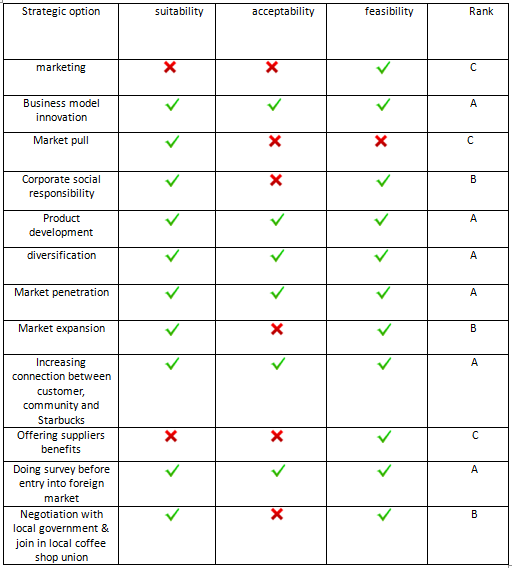 Strategic option suitability acceptability feasibility Rank
marketing C
Business model
innovation A
Market pull C
Corporate social
responsibility B
Product
development A
diversification A
Market penetration A
Market expansion B
Increasing
connection between
customer,
community and
Starbucks A
Offering suppliers
benefits C
Doing survey before
entry into foreign
market A
Negotiation with
local government &
join in local coffee
shop union B